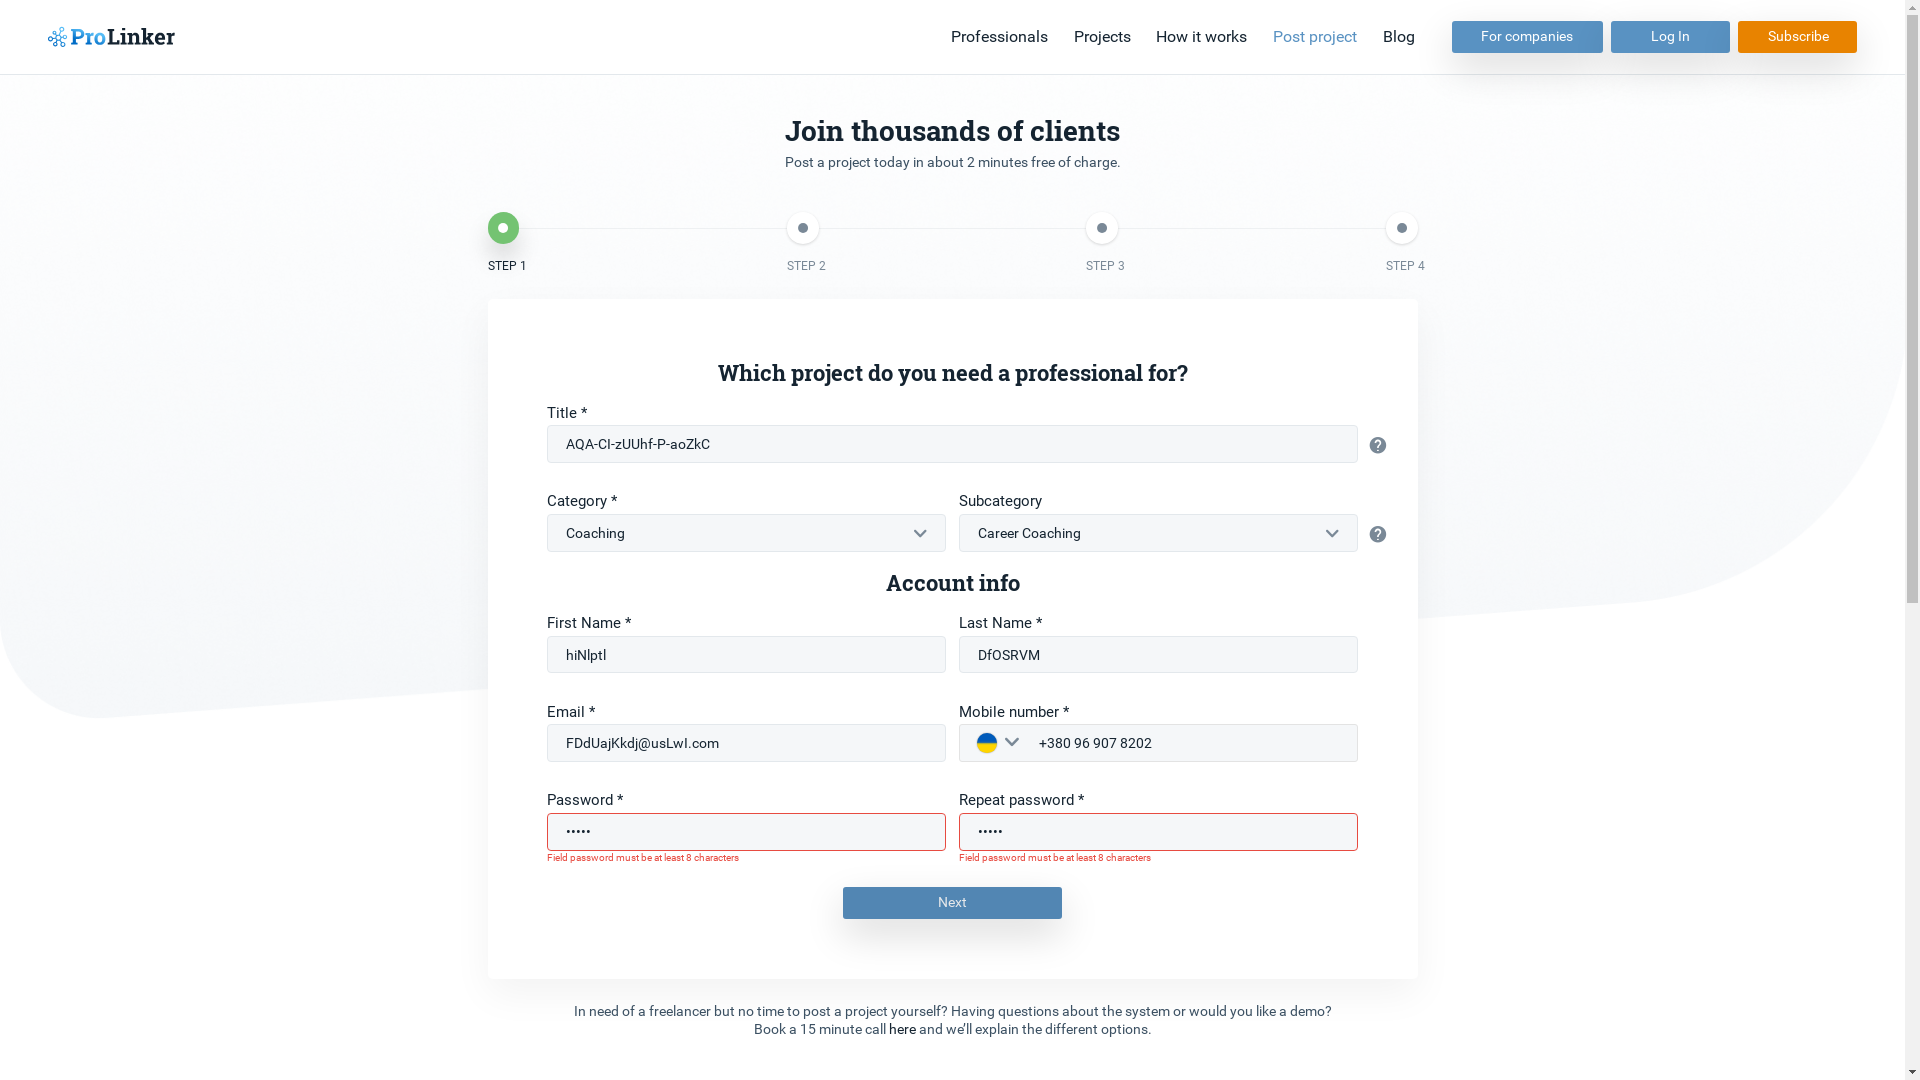 ProLinker
Professionals
Projects
How it works
Post project
Blog
For companies
Log In
Subscribe
Join thousands of clients
Post a project today in about 2 minutes free of charge.
STEP 1
STEP 2
STEP 3
STEP 4
Which project do you need a professional for?
Title *
AQA-CI-zUUhf-P-aoZkC
?
Category *
Subcategory
Coaching
Career Coaching
?
Account info
First Name *
Last Name *
hiNlptl
DfOSRVM
Email *
Mobile number *
FDdUajKkdj@usLwI.com
+380 96 907 8202
Password *
Repeat password *
•••••
•••••
Field password must be at least 8 characters
Field password must be at least 8 characters
Next
In need of a freelancer but no time to post a project yourself? Having questions about the system or would you like a demo?
Book a 15 minute call here and we’ll explain the different options.